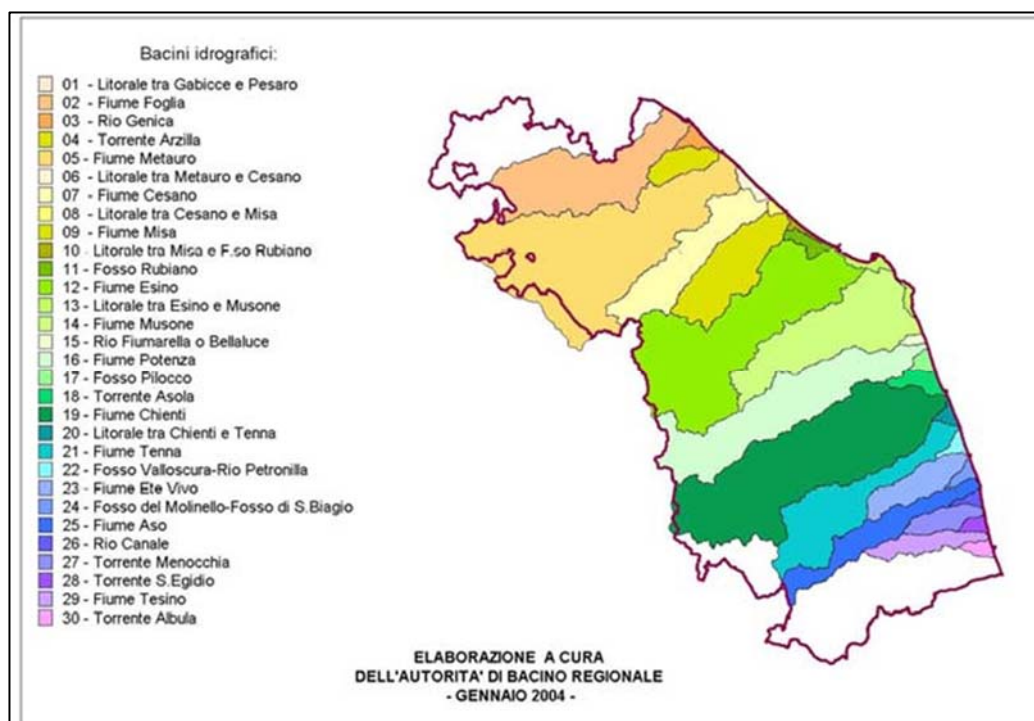 Bacini idrografici:
01 - Litorale tra Gabicce e Pesaro
02 - Fiume Foglia
03 - Rio Genica
04 - Torrente Arzilla
05 - Fiume Metauro
06 - Litorale tra Metauro e Cesano
07 - Fiume Cesano
08 - Litorale tra Cesano e Misa
09 - Fiume Misa
10 - Litorale tra Misa e F.so Rubiano
11 - Fosso Rubiano
12 - Fiume Esino
13 - Litorale tra Esino e Musone
14 - Fiume Musone
15 - Rio Fiumarella o Bellaluce
16 - Fiume Potenza
17 - Fosso Pilocco
18 - Torrente Asola
19 - Fiume Chienti
20 - Litorale tra Chienti e Tenna
21 - Fiume Tenna
22 - Fosso Valloscura-Rio Petronilla
23 - Fiume Ete Vivo
24 - Fosso del Molinello-Fosso di S.Biagio
25 - Fiume Aso
26 - Rio Canale
27 - Torrente Menocchia
28 - Torrente S.Egidio
29 - Fiume Tesino
30 - Torrente Albula
ELABORAZIONE A CURA
DELL'AUTORITA' DI BACINO REGIONALE
- GENNAIO 2004 -